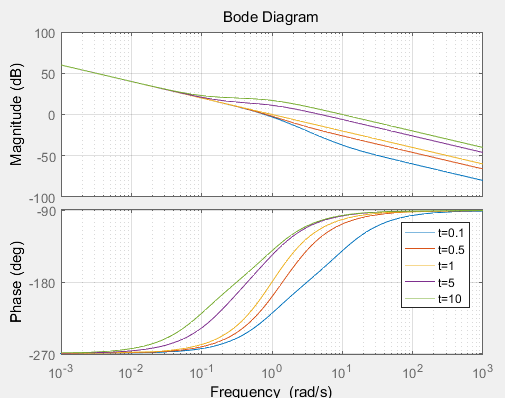 Bode Diagram
Magnitude (dB)
100
50
0
-50
-100
Phase (deg)
-90
-180
-270
t=0.1
t=0.5
t=1
t=5
t=10
10^-3 10^-2 10^-1 10^0 10^1 10^2 10^3
Frequency (rad/s)